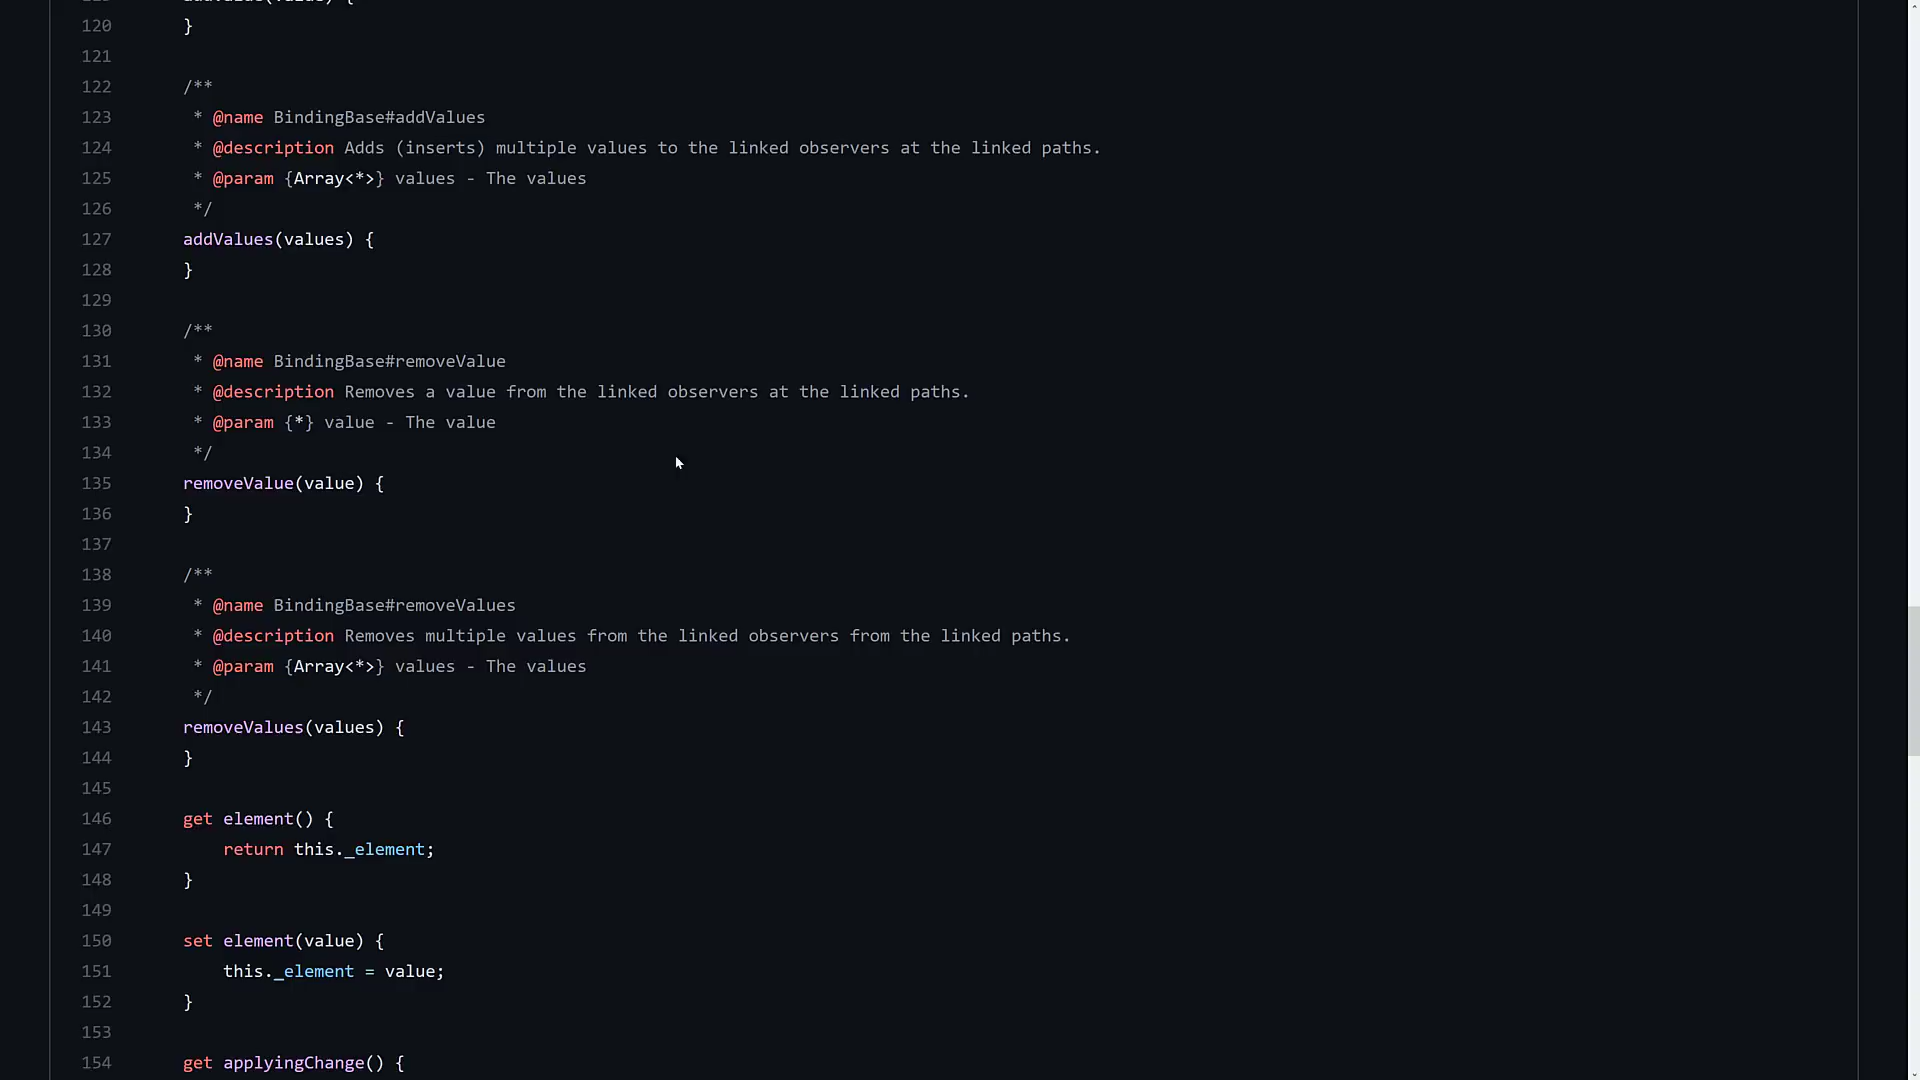 addValue(value) {
120 }
121
122 /**
123 * @name BindingBase#addValues
124 * @description Adds (inserts) multiple values to the linked observers at the linked paths.
125 * @param {Array<*>} values - The values
126 */
127 addValues(values) {
128 }
129
130 /**
131 * @name BindingBase#removeValue
132 * @description Removes a value from the linked observers at the linked paths.
133 * @param {*} value - The value
134 */
135 removeValue(value) {
136 }
137
138 /**
139 * @name BindingBase#removeValues
140 * @description Removes multiple values from the linked observers from the linked paths.
141 * @param {Array<*>} values - The values
142 */
143 removeValues(values) {
144 }
145
146 get element() {
147 return this._element;
148 }
149
150 set element(value) {
151 this._element = value;
152 }
153
154 get applyingChange() {